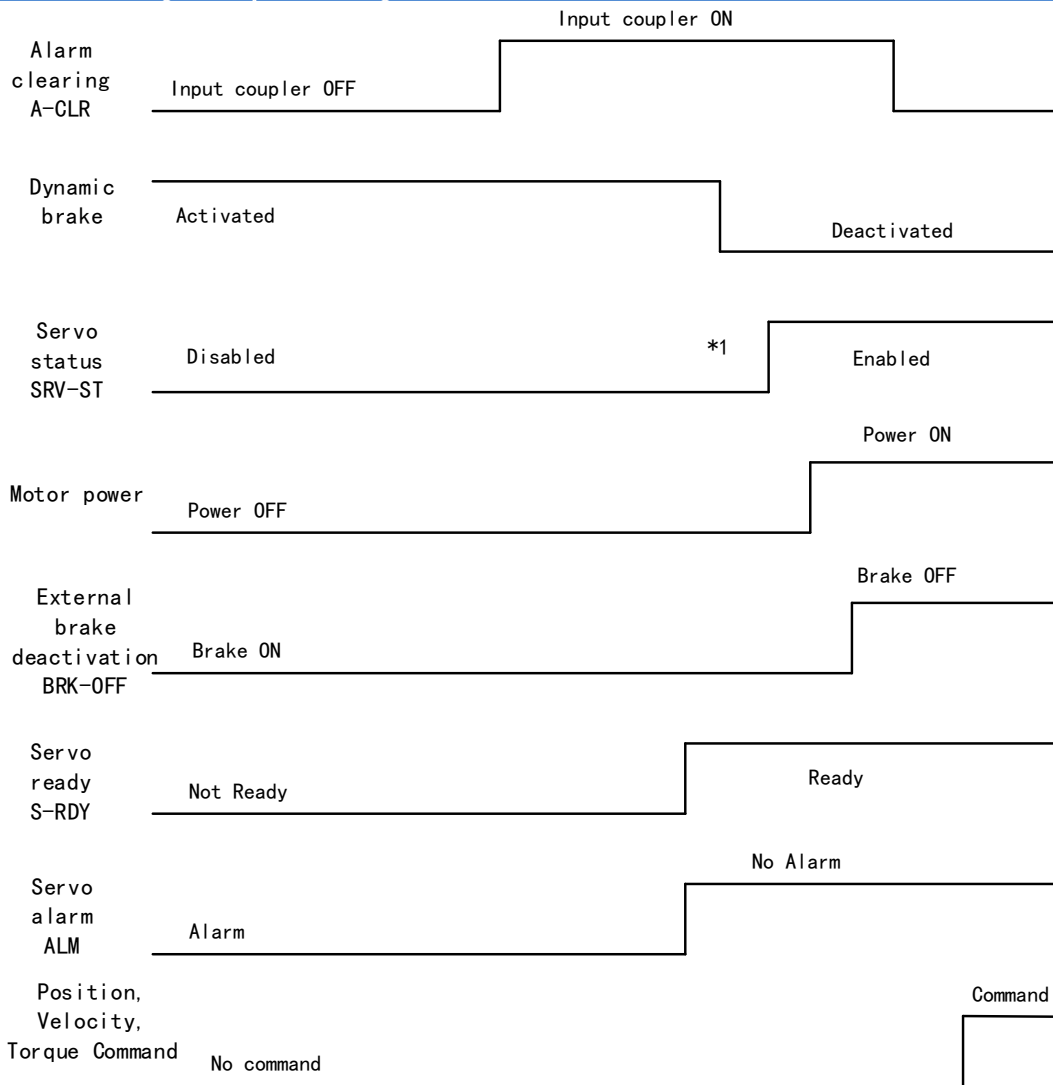 Input coupler ON
Alarm
clearing
A-CLR
Input coupler OFF
Dynamic
brake
Activated
Deactivated
Servo
status
SRV-ST
Disabled
*1
Enabled
Power ON
Motor power
Power OFF
Brake OFF
External
brake
deactivation
BRK-OFF
Brake ON
Servo
ready
S-RDY
Not Ready
Ready
No Alarm
Servo
alarm
ALM
Alarm
Position,
Velocity,
Torque Command
No command
Command